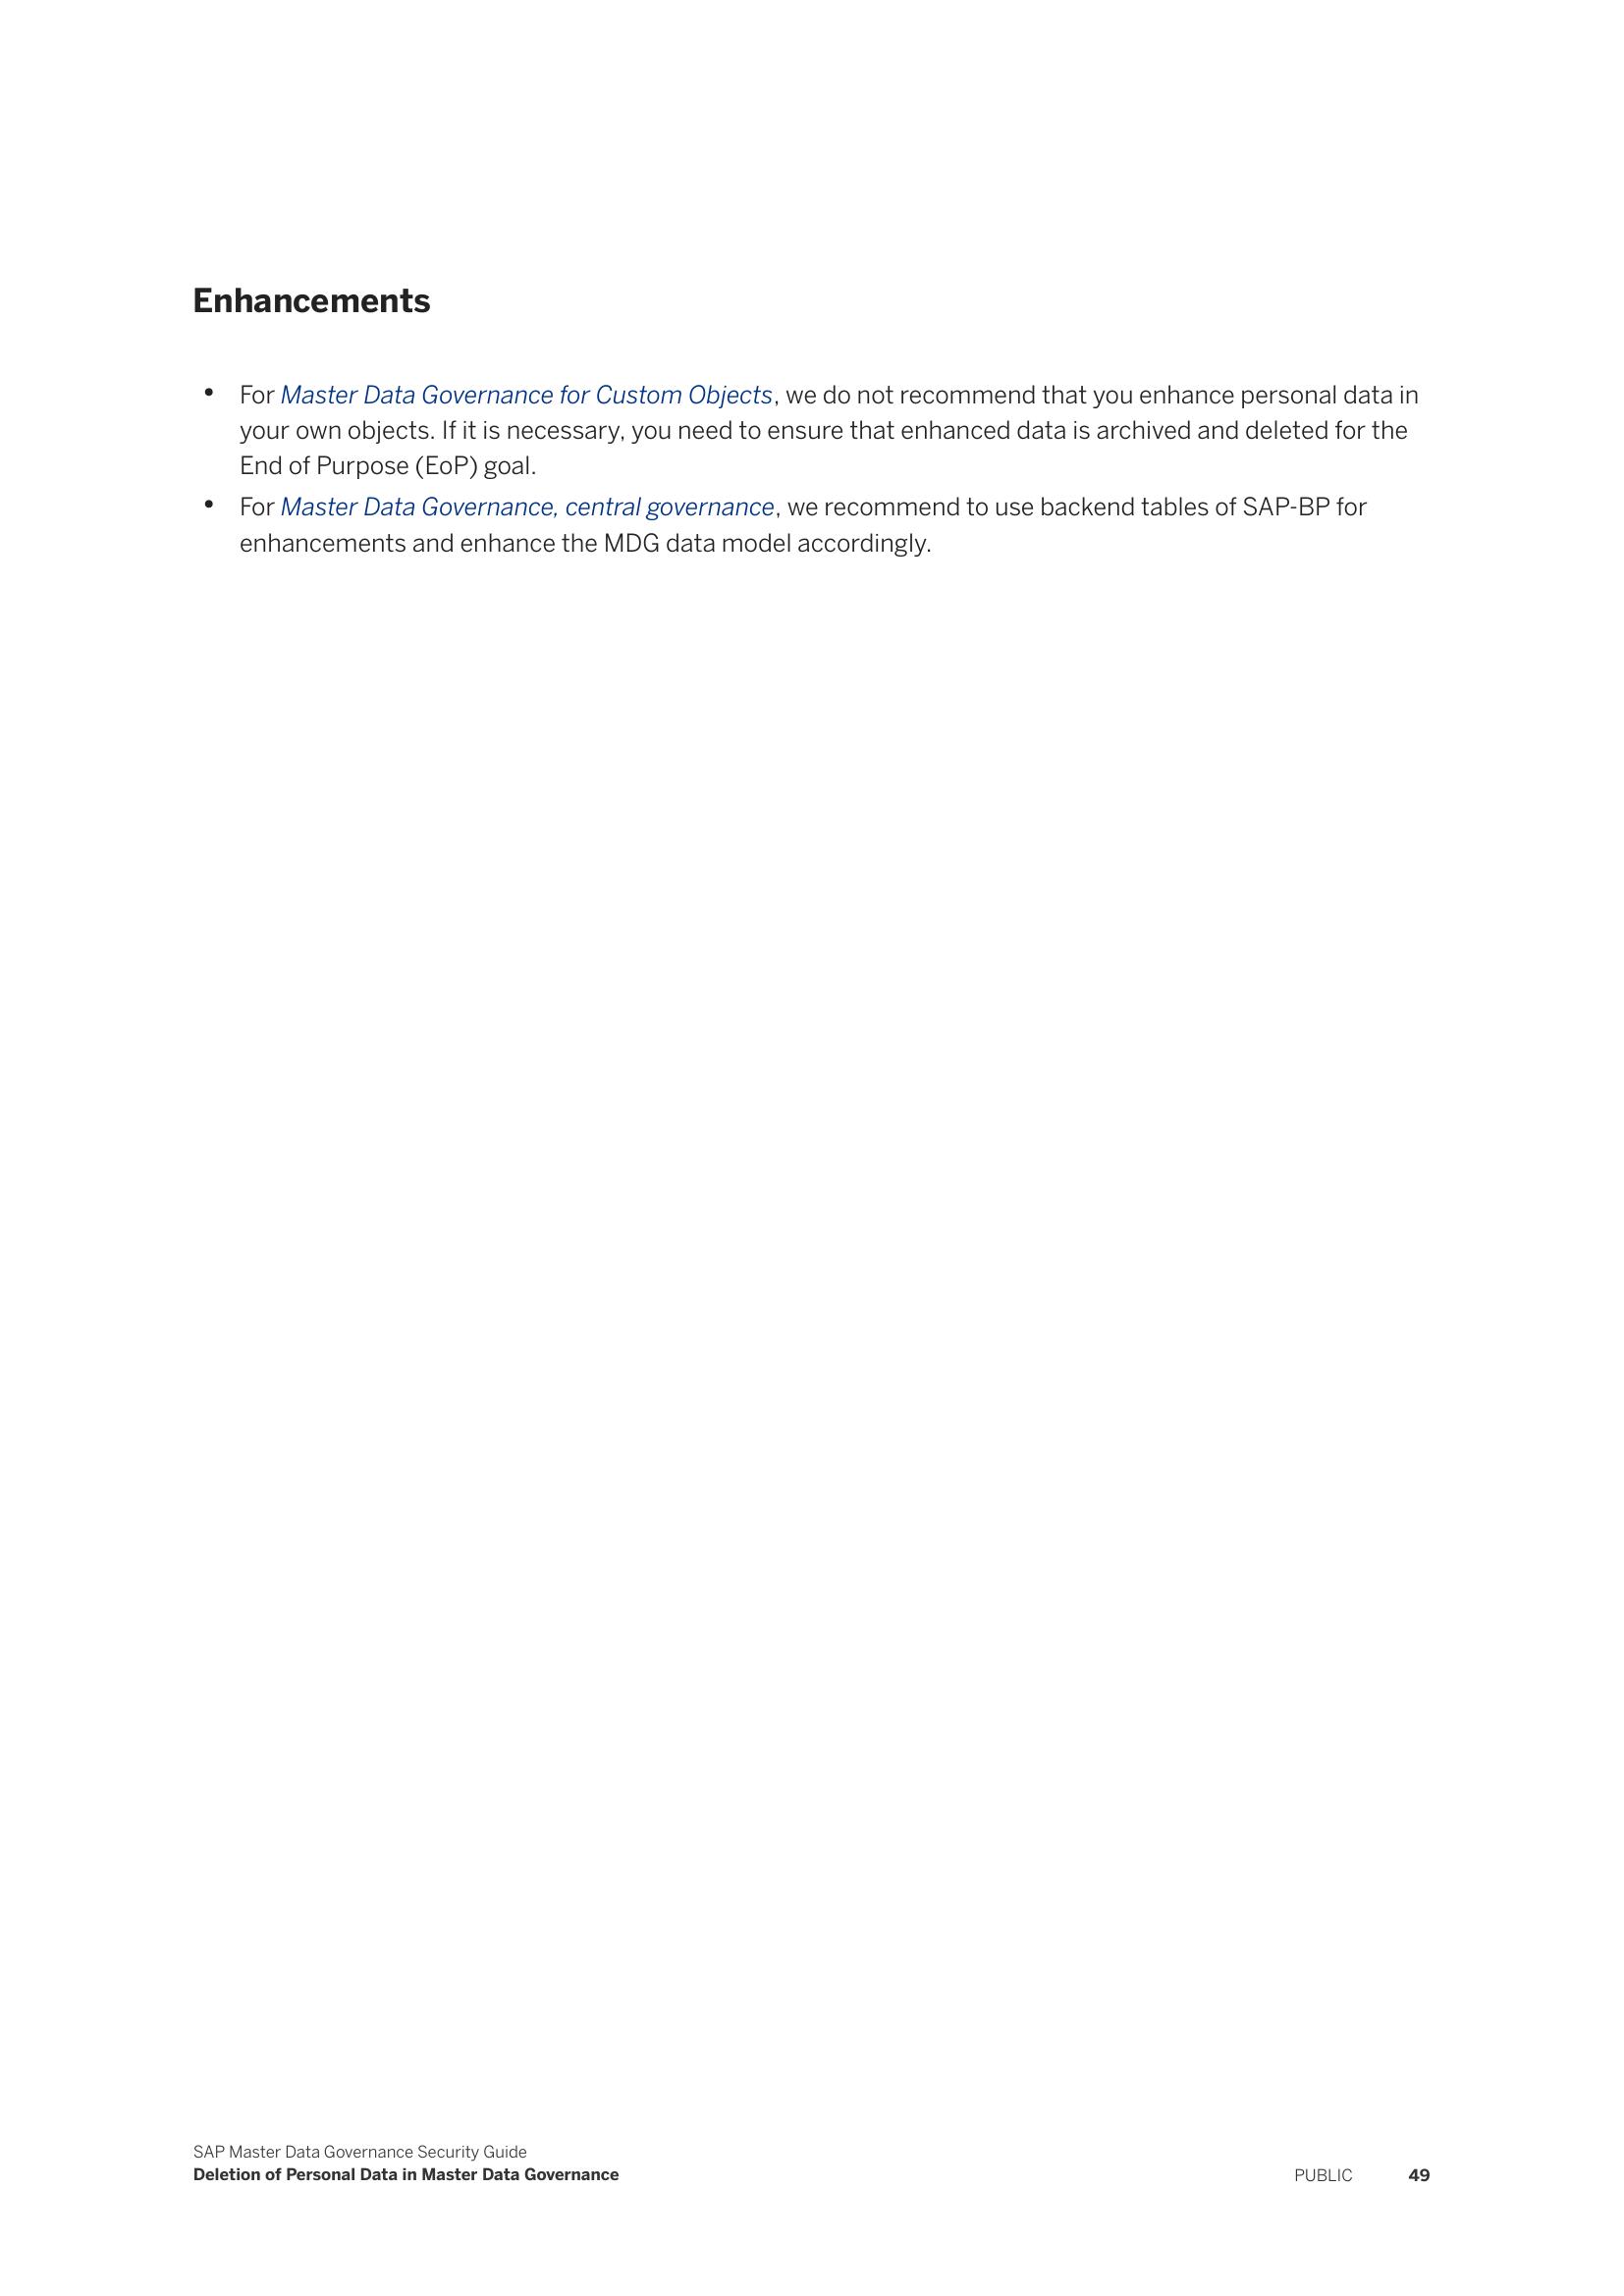 Enhancements
• For Master Data Governance for Custom Objects, we do not recommend that you enhance personal data in
your own objects. If it is necessary, you need to ensure that enhanced data is archived and deleted for the
End of Purpose (EoP) goal.
• For Master Data Governance, central governance, we recommend to use backend tables of SAP-BP for
enhancements and enhance the MDG data model accordingly.
SAP Master Data Governance Security Guide
Deletion of Personal Data in Master Data Governance
PUBLIC 49